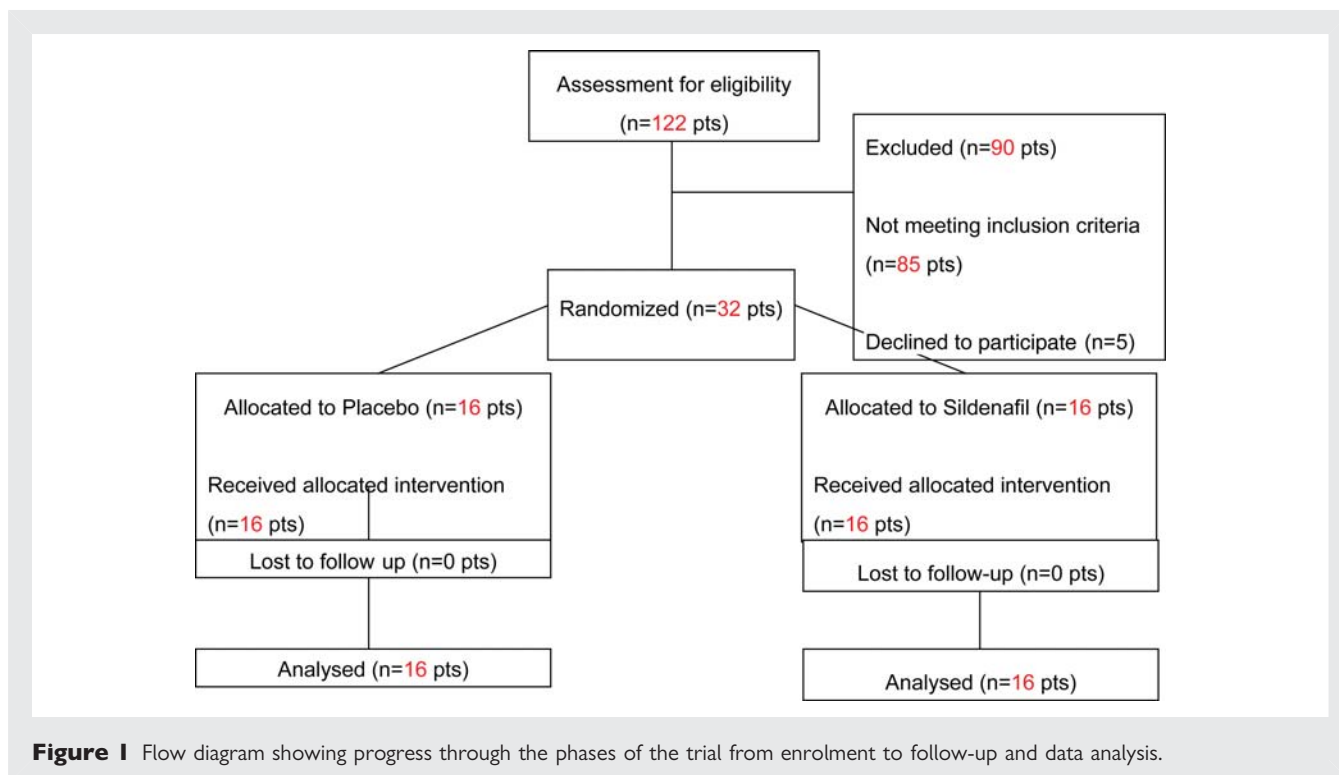 Assessment for eligibility
(n=122 pts)
Excluded (n=90 pts)
Not meeting inclusion criteria
(n=85 pts)
Declined to participate (n=5)
Randomized (n=32 pts)
Allocated to Placebo (n=16 pts)
Received allocated intervention
(n=16 pts)
Lost to follow up (n=0 pts)
Analysed (n=16 pts)
Allocated to Sildenafil (n=16 pts)
Received allocated intervention
(n=16 pts)
Lost to follow-up (n=0 pts)
Analysed (n=16 pts)
Figure 1 Flow diagram showing progress through the phases of the trial from enrolment to follow-up and data analysis.